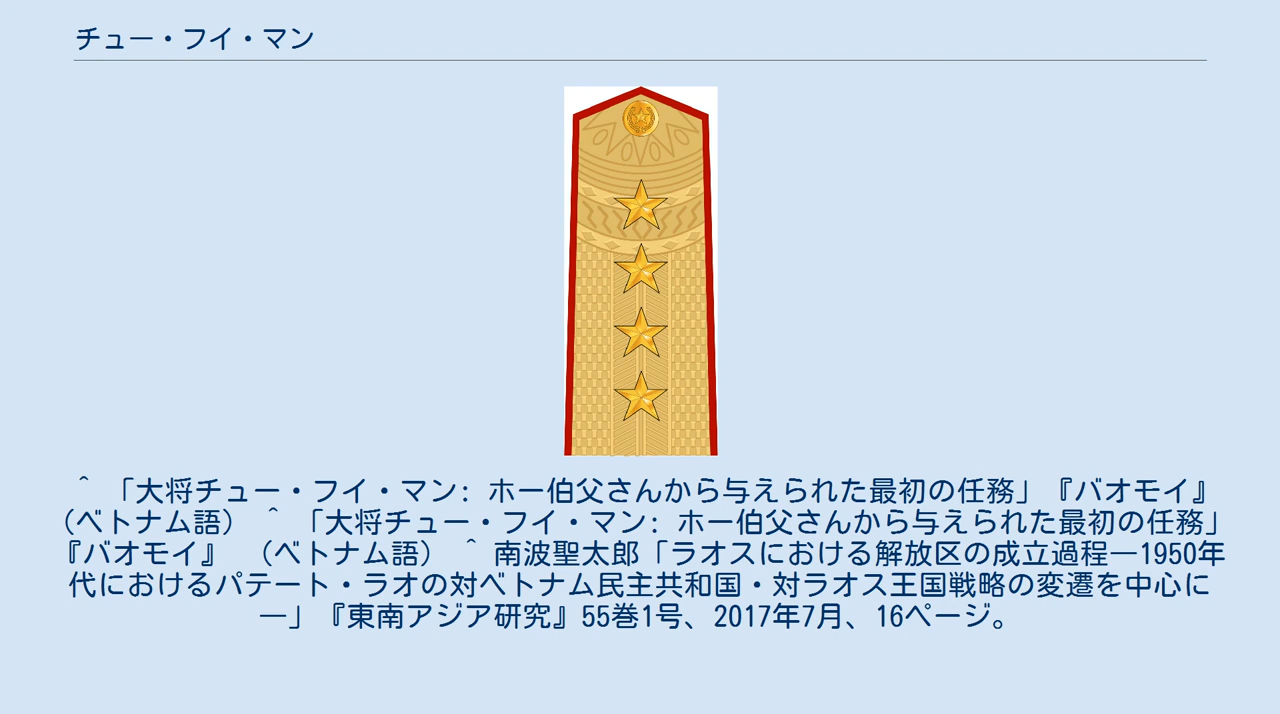 チュー・フイ・マン
^ 「大将チュー・フイ・マン: ホー伯父さんから与えられた最初の任務」『バオモイ』
（ベトナム語） ^ 「大将チュー・フイ・マン: ホー伯父さんから与えられた最初の任務」
『バオモイ』 （ベトナム語） ^ 南波聖太郎「ラオスにおける解放区の成立過程―1950年
代におけるパテート・ラオの対ベトナム民主共和国・対ラオス王国戦略の変遷を中心に
―」『東南アジア研究』55巻1号、2017年7月、16ページ。